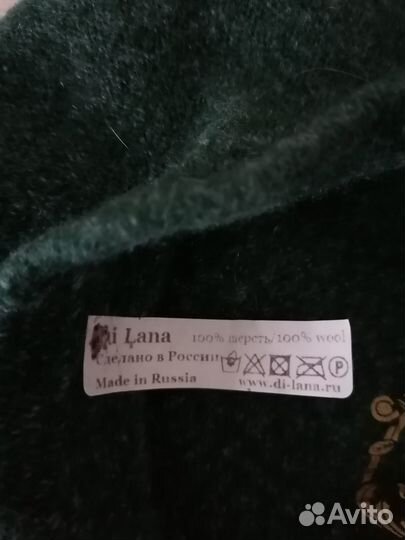 Di Lana 100% шерсть/100% wool
Сделано в России
Made in Russia www.di-lana.ru
P
Avito